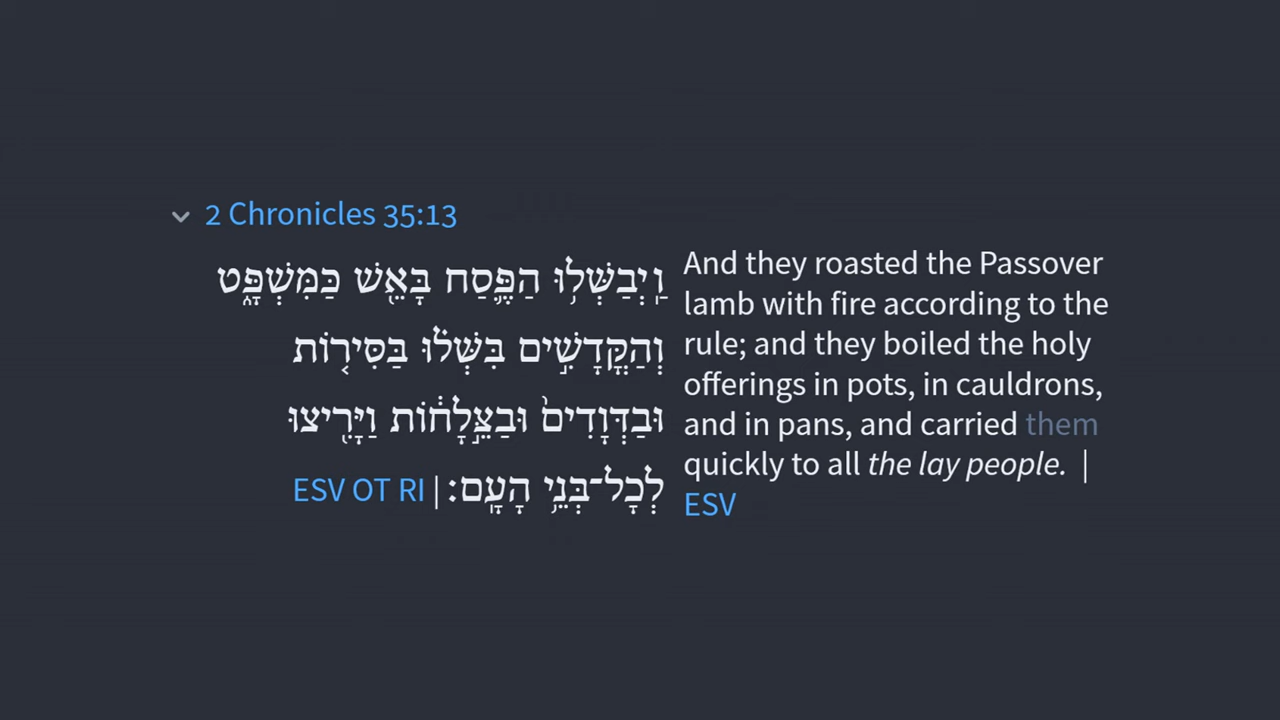 2 Chronicles 35:13
וַֽיְבַשְּׁל֥וּ הַפֶּ֛סַח בָּאֵ֖שׁ כַּמִּשְׁפָּ֑ט
וְהַקֳּדָשִׁ֣ים בִּשְּׁל֗וּ בַּסִּיר֤וֹת
וּבַדְּוָדִים֙ וּבַצֵּ֣לָח֔וֹת וַיָּרִ֖יצוּ
לְכָל־בְּנֵ֥י הָעָֽם׃ | ESV OT RI
And they roasted the Passover
lamb with fire according to the
rule; and they boiled the holy
offerings in pots, in cauldrons,
and in pans, and carried them
quickly to all the lay people. |
ESV